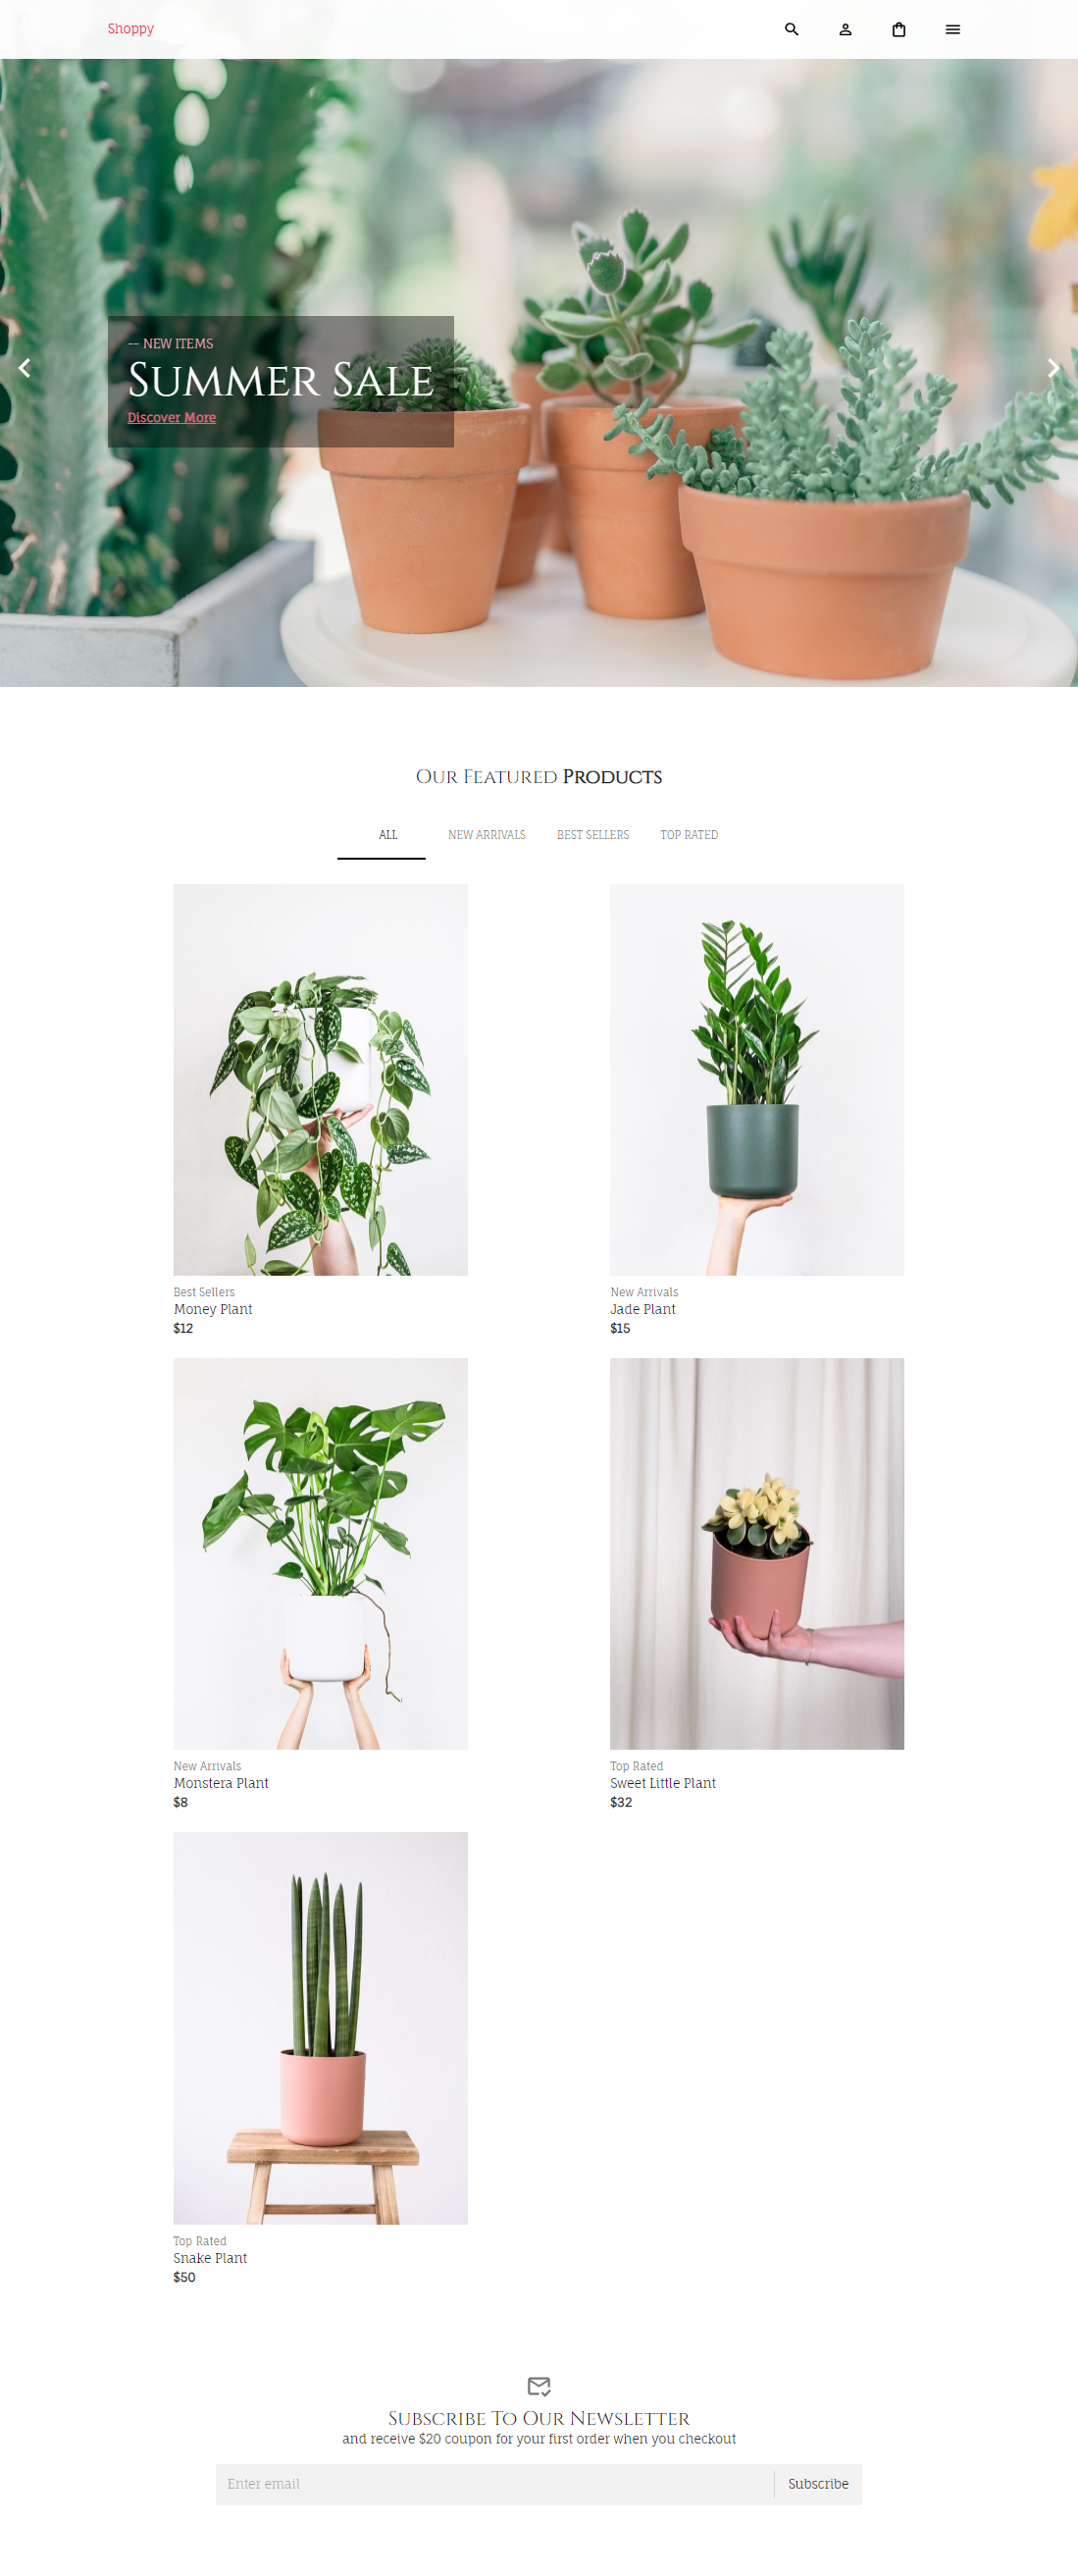 Shoppy
-- NEW ITEMS
Summer Sale
Discover More
Our Featured Products
ALL NEW ARRIVALS BEST SELLERS TOP RATED
Best Sellers
Money Plant
$12
New Arrivals
Jade Plant
$15
New Arrivals
Monstera Plant
$8
Top Rated
Sweet Little Plant
$32
Top Rated
Snake Plant
$50
Subscribe To Our Newsletter
and receive $20 coupon for your first order when you checkout
Enter email
Subscribe